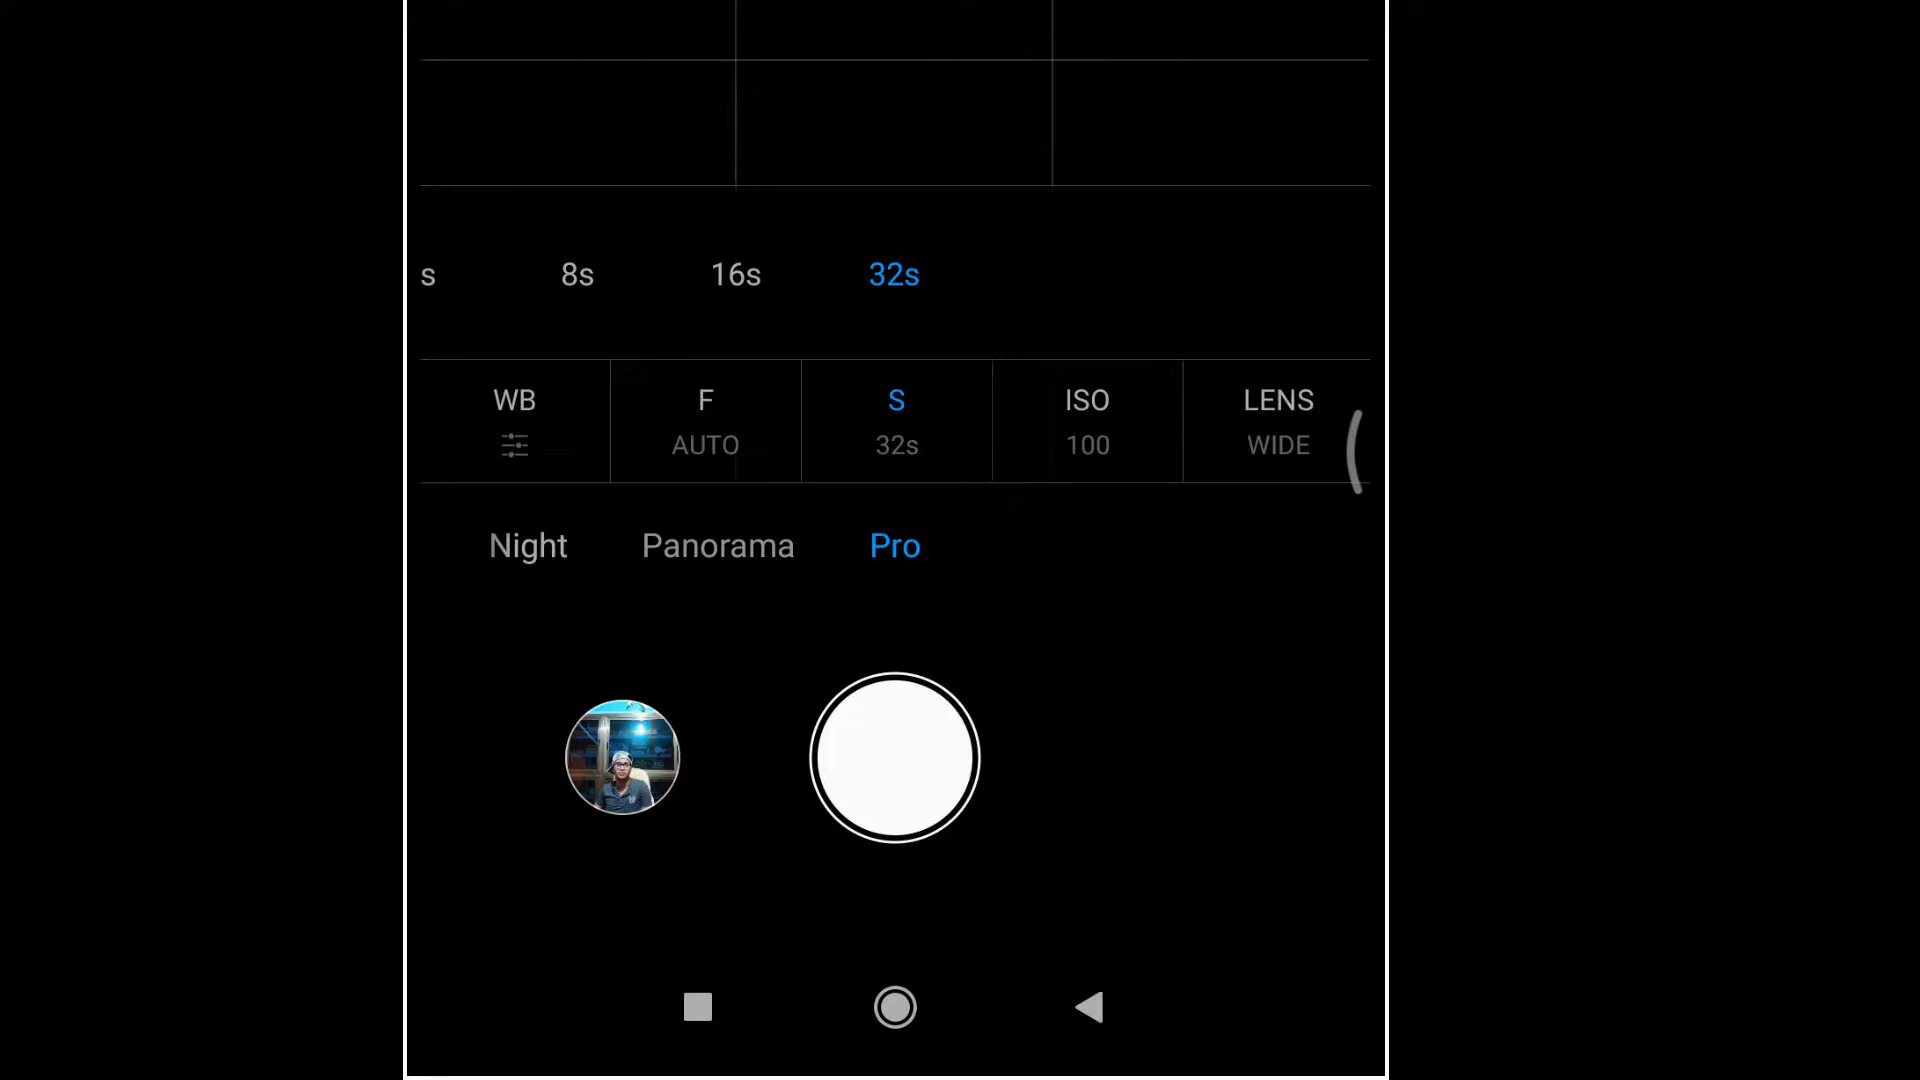 s 8s 16s 32s
WB F S ISO LENS
AUTO 32s 100 WIDE
Night Panorama Pro